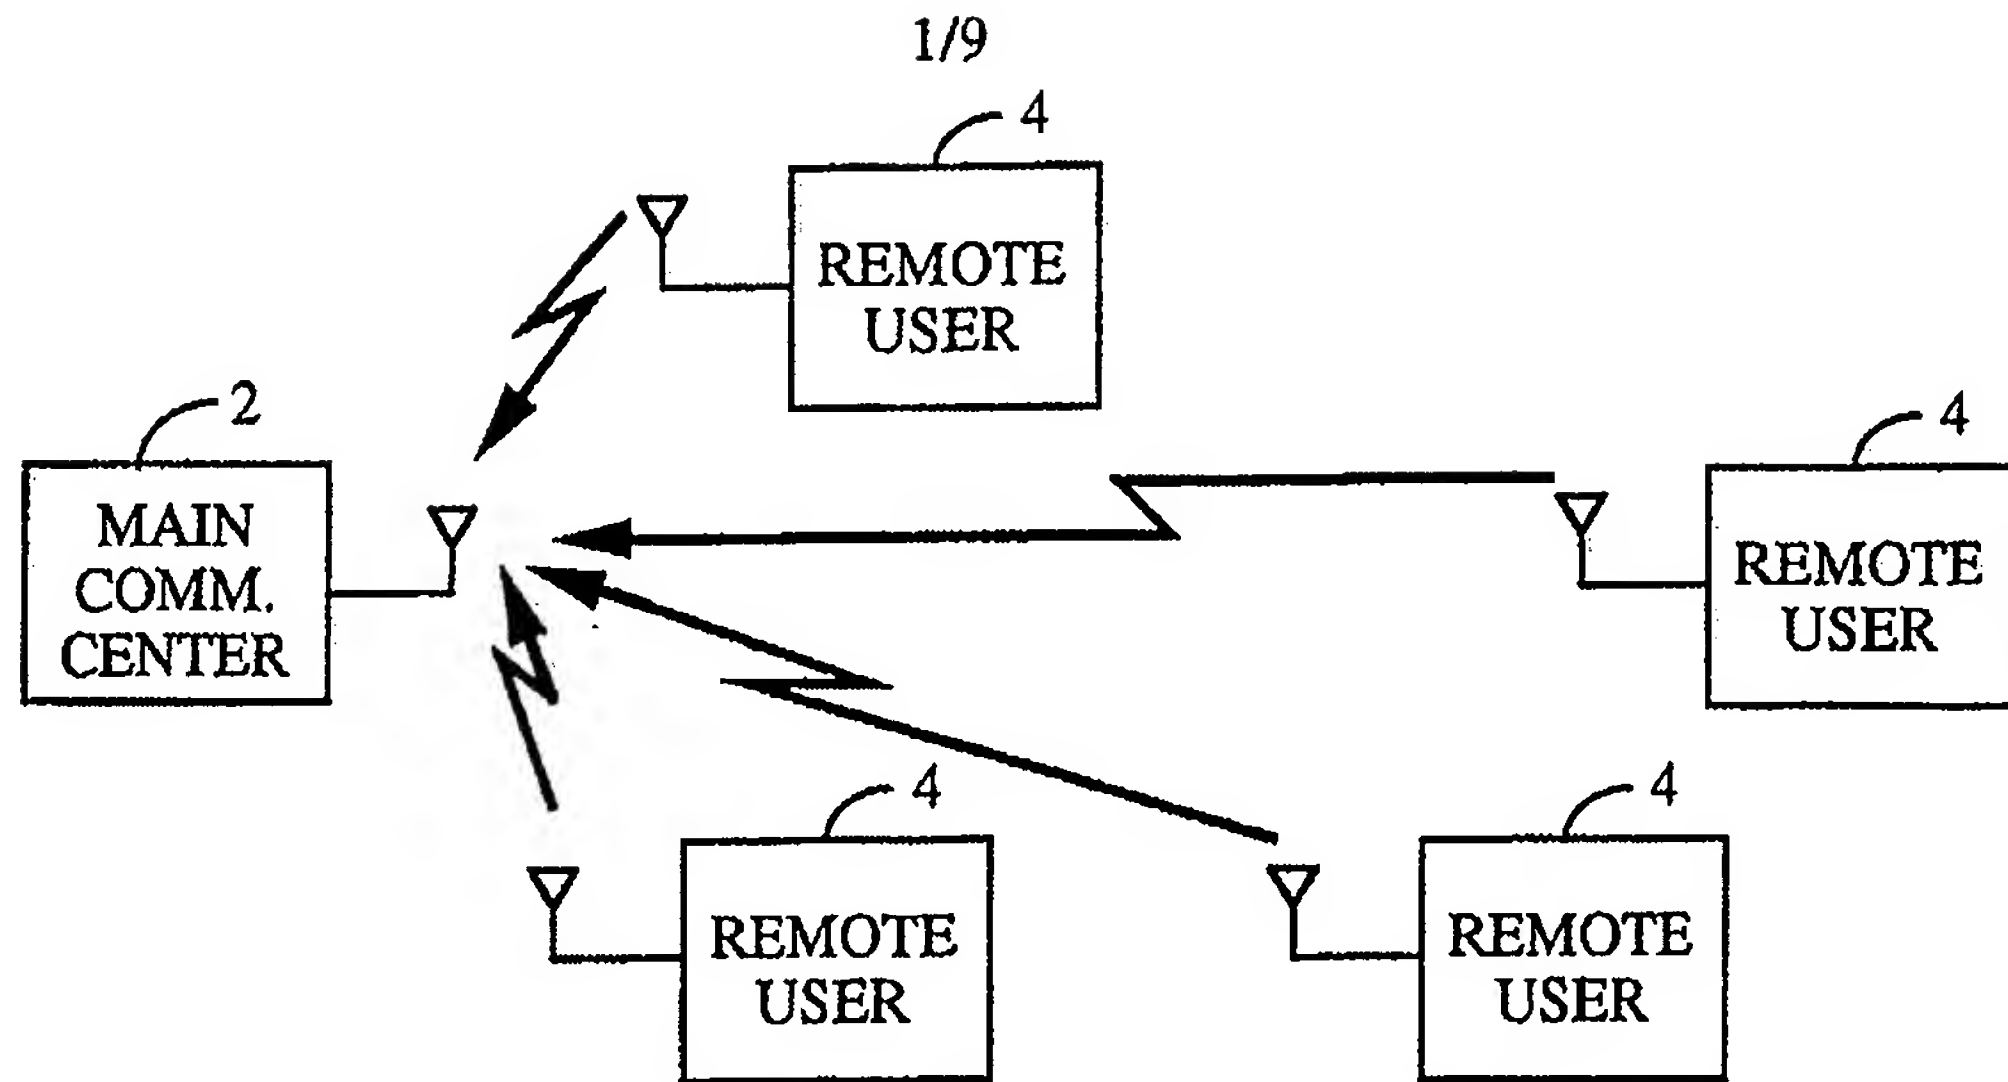 1/9
4
REMOTE
USER
2
MAIN
COMM.
CENTER
4
REMOTE
USER
4
REMOTE
USER
4
REMOTE
USER